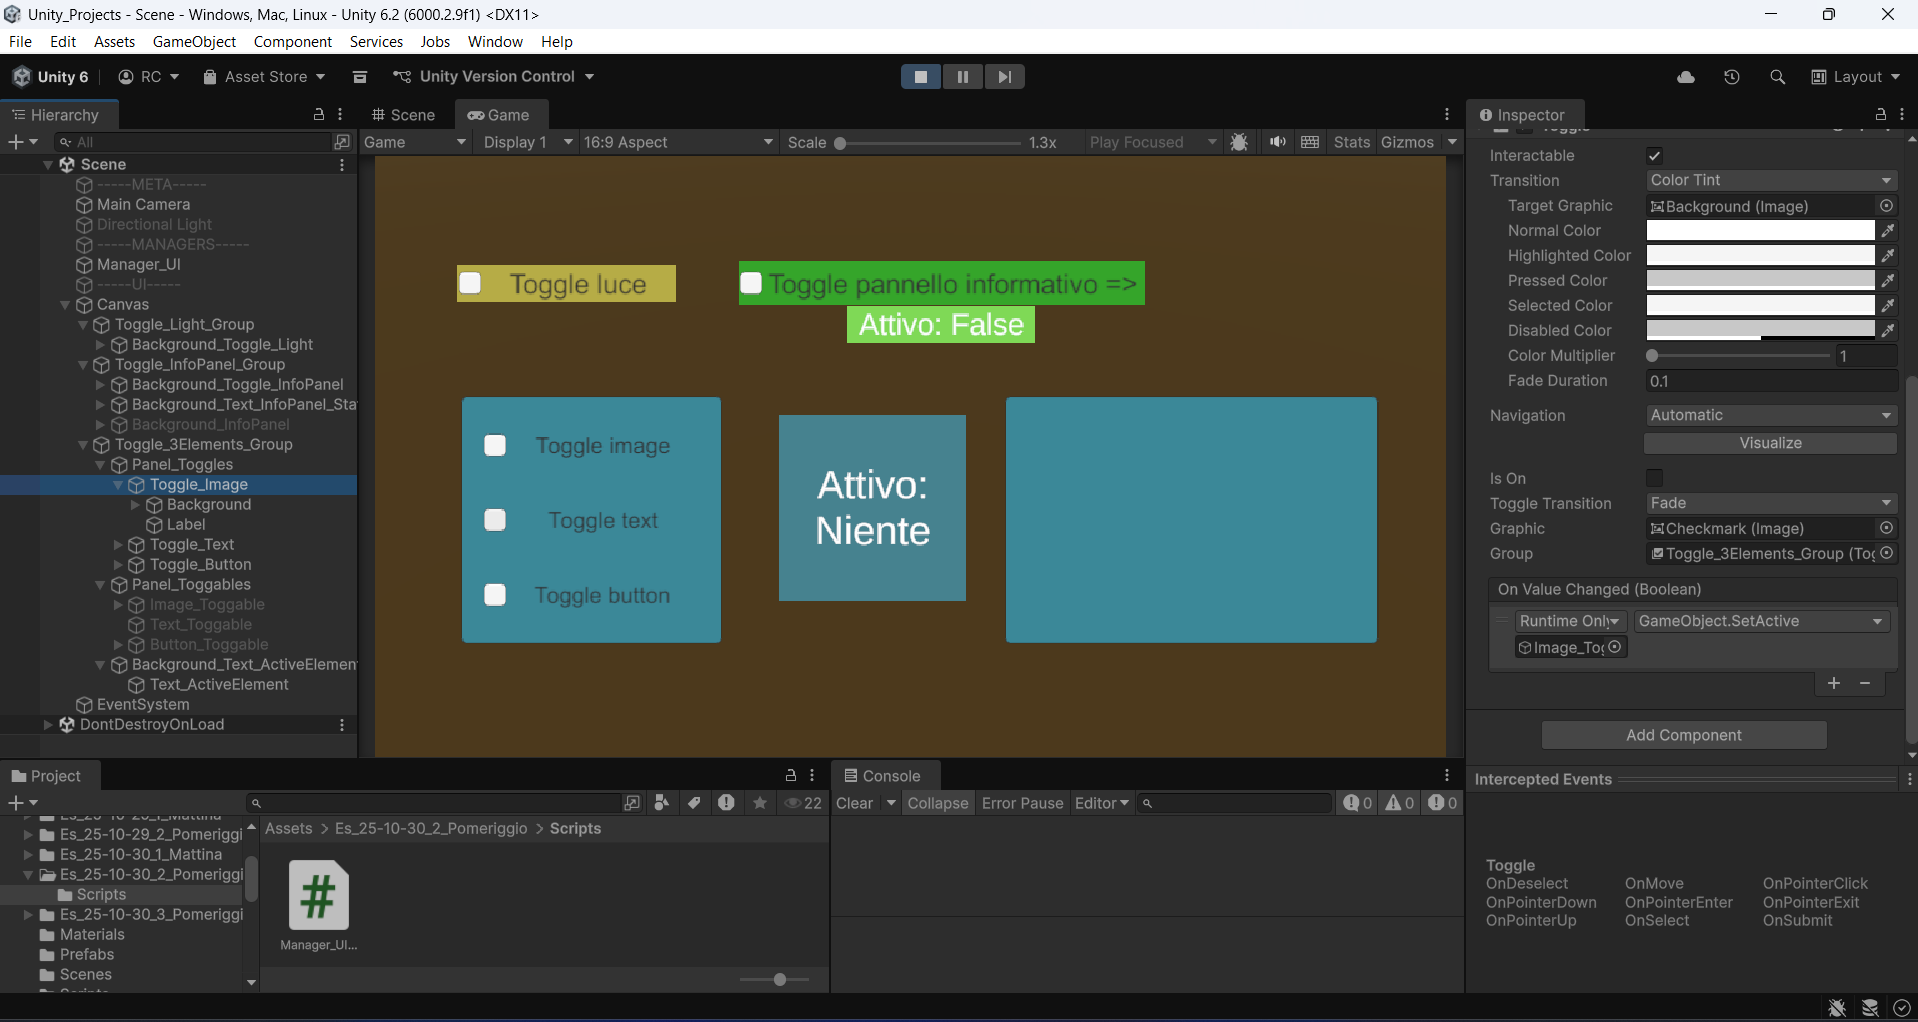 Unity_Projects - Scene - Windows, Mac, Linux - Unity 6.2 (6000.2.9f1) <DX11>
File Edit Assets GameObject Component Services Jobs Window Help
Unity 6 RC Asset Store Unity Version Control Layout
Hierarchy
All
Scene
-----META-----
Main Camera
Directional Light
-----MANAGERS-----
Manager_UI
-----UI-----
Canvas
Toggle_Light_Group
Background_Toggle_Light
Toggle_InfoPanel_Group
Background_Toggle_InfoPanel
Background_Text_InfoPanel_Sta
Background_InfoPanel
Toggle_3Elements_Group
Panel_Toggles
Toggle_Image
Background
Label
Toggle_Text
Toggle_Button
Panel_Toggables
Image_Toggable
Text_Toggable
Button_Toggable
Background_Text_ActiveElemen
Text_ActiveElement
EventSystem
DontDestroyOnLoad
Scene Game
Game Display 1 16:9 Aspect Scale 1.3x Play Focused Stats Gizmos
Toggle luce
Toggle pannello informativo =>
Attivo: False
Toggle image
Toggle text
Toggle button
Attivo:
Niente
Inspector
Interactable
Transition Color Tint
Target Graphic Background (Image)
Normal Color
Highlighted Color
Pressed Color
Selected Color
Disabled Color
Color Multiplier 1
Fade Duration 0.1
Navigation Automatic
Visualize
Is On
Toggle Transition Fade
Graphic Checkmark (Image)
Group Toggle_3Elements_Group (Tog
On Value Changed (Boolean)
Runtime Only GameObject.SetActive
Image_Tog
Add Component
Intercepted Events
Toggle
OnDeselect OnMove OnPointerClick
OnPointerDown OnPointerEnter OnPointerExit
OnPointerUp OnSelect OnSubmit
Project
22
Es_25-10-29_2_Pomeriggi
Es_25-10-30_1_Mattina
Es_25-10-30_2_Pomeriggi
Scripts
Es_25-10-30_3_Pomeriggi
Materials
Prefabs
Scenes
Assets > Es_25-10-30_2_Pomeriggio > Scripts
#
Manager_UI...
Console
Clear Collapse Error Pause Editor 0 0 0